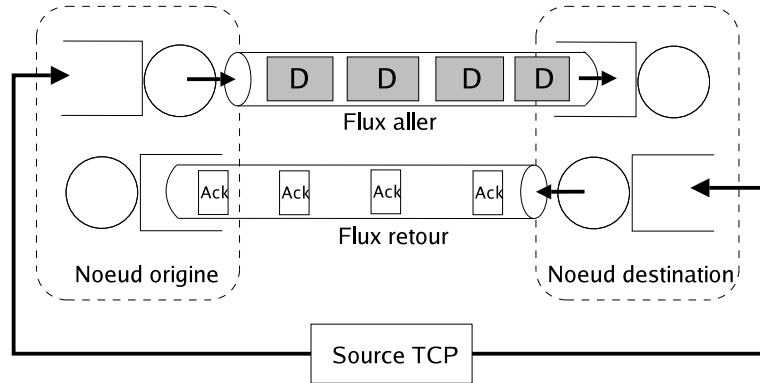 D D D D
Flux aller
Ack Ack Ack Ack
Flux retour
Noeud origine Noeud destination
Source TCP